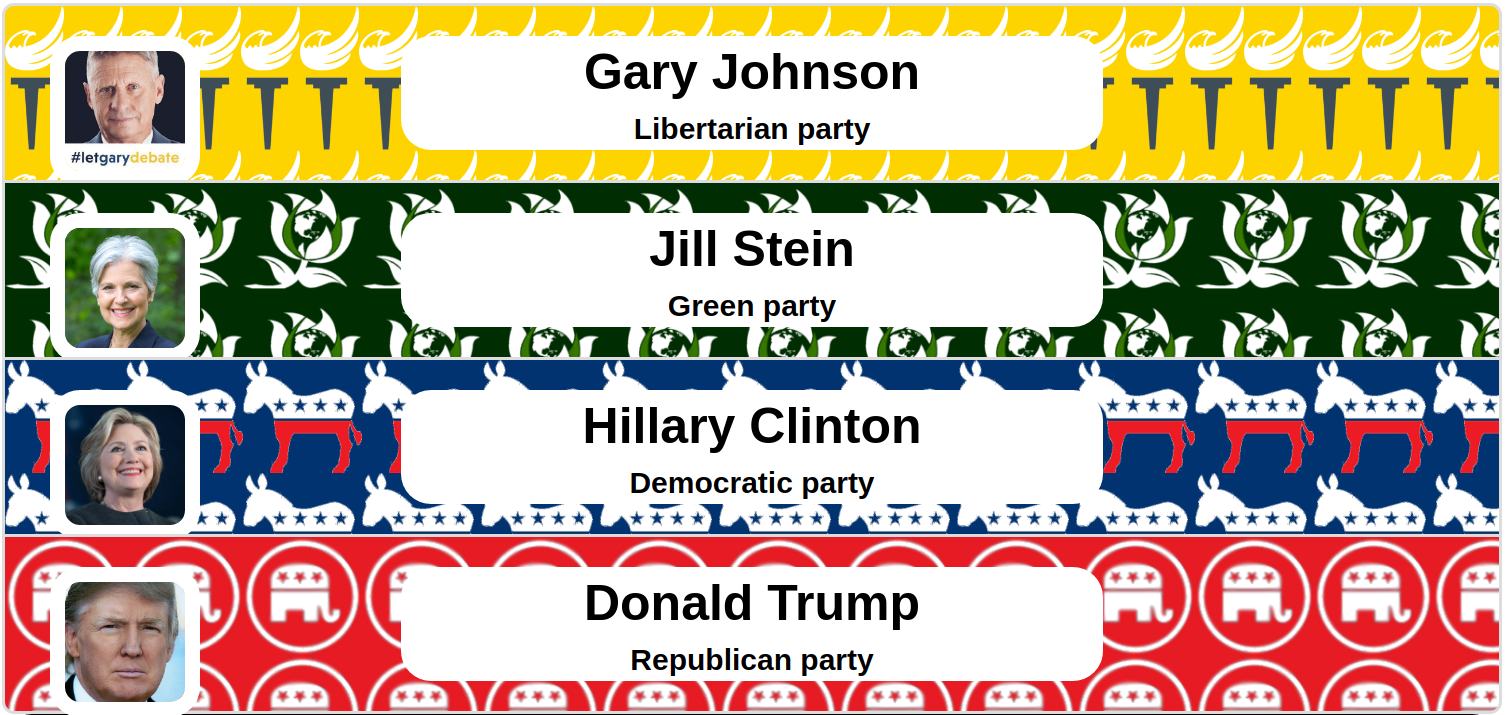 Gary Johnson
Libertarian party
#letgarydebate
Jill Stein
Green party
Hillary Clinton
Democratic party
Donald Trump
Republican party